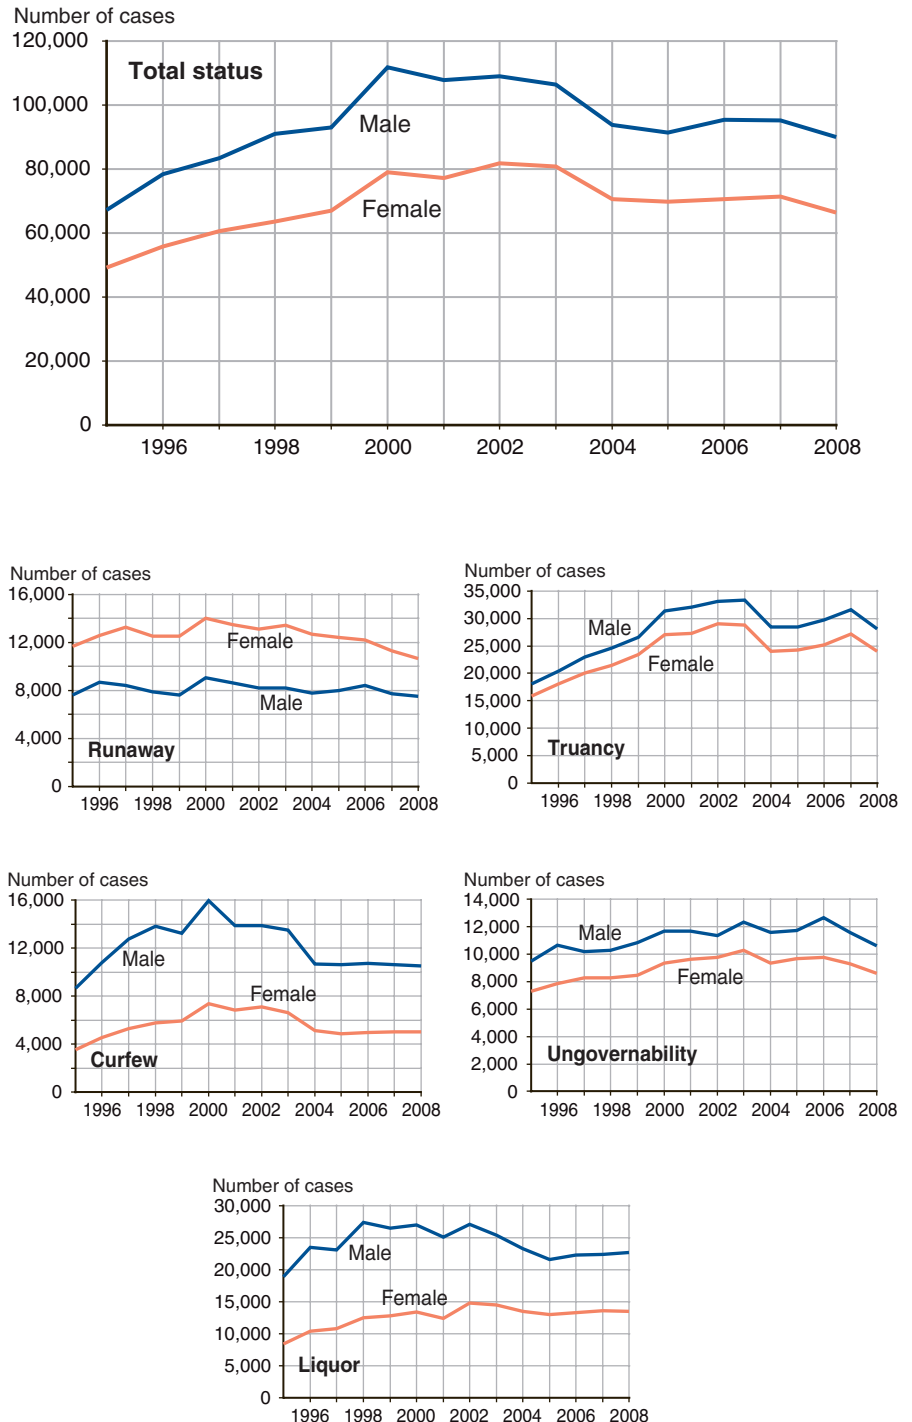 Number of cases
120,000
Total status
100,000
Male
80,000
Female
60,000
40,000
20,000
0
1996 1998 2000 2002 2004 2006 2008
Number of cases
16,000
12,000
Female
8,000
Male
4,000
Runaway
0
1996 1998 2000 2002 2004 2006 2008
Number of cases
35,000
30,000
Male
25,000
Female
20,000
15,000
10,000
5,000
Truancy
0
1996 1998 2000 2002 2004 2006 2008
Number of cases
16,000
12,000
Male
8,000
Female
4,000
Curfew
0
1996 1998 2000 2002 2004 2006 2008
Number of cases
14,000
12,000
Male
10,000
Female
8,000
6,000
4,000
Ungovernability
2,000
0
1996 1998 2000 2002 2004 2006 2008
Number of cases
30,000
25,000
Male
20,000
15,000
Female
10,000
5,000
Liquor
0
1996 1998 2000 2002 2004 2006 2008